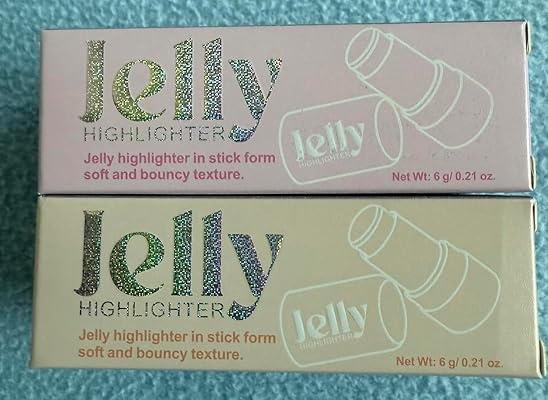 Jelly
HIGHLIGHTER
Jelly highlighter in stick form
soft and bouncy texture.
Jelly
HIGHLIGHTER
Net Wt: 6 g/ 0.21 oz.
Jelly
HIGHLIGHTER
Jelly highlighter in stick form
soft and bouncy texture.
Jelly
HIGHLIGHTER
Net Wt: 6 g/ 0.21 oz.